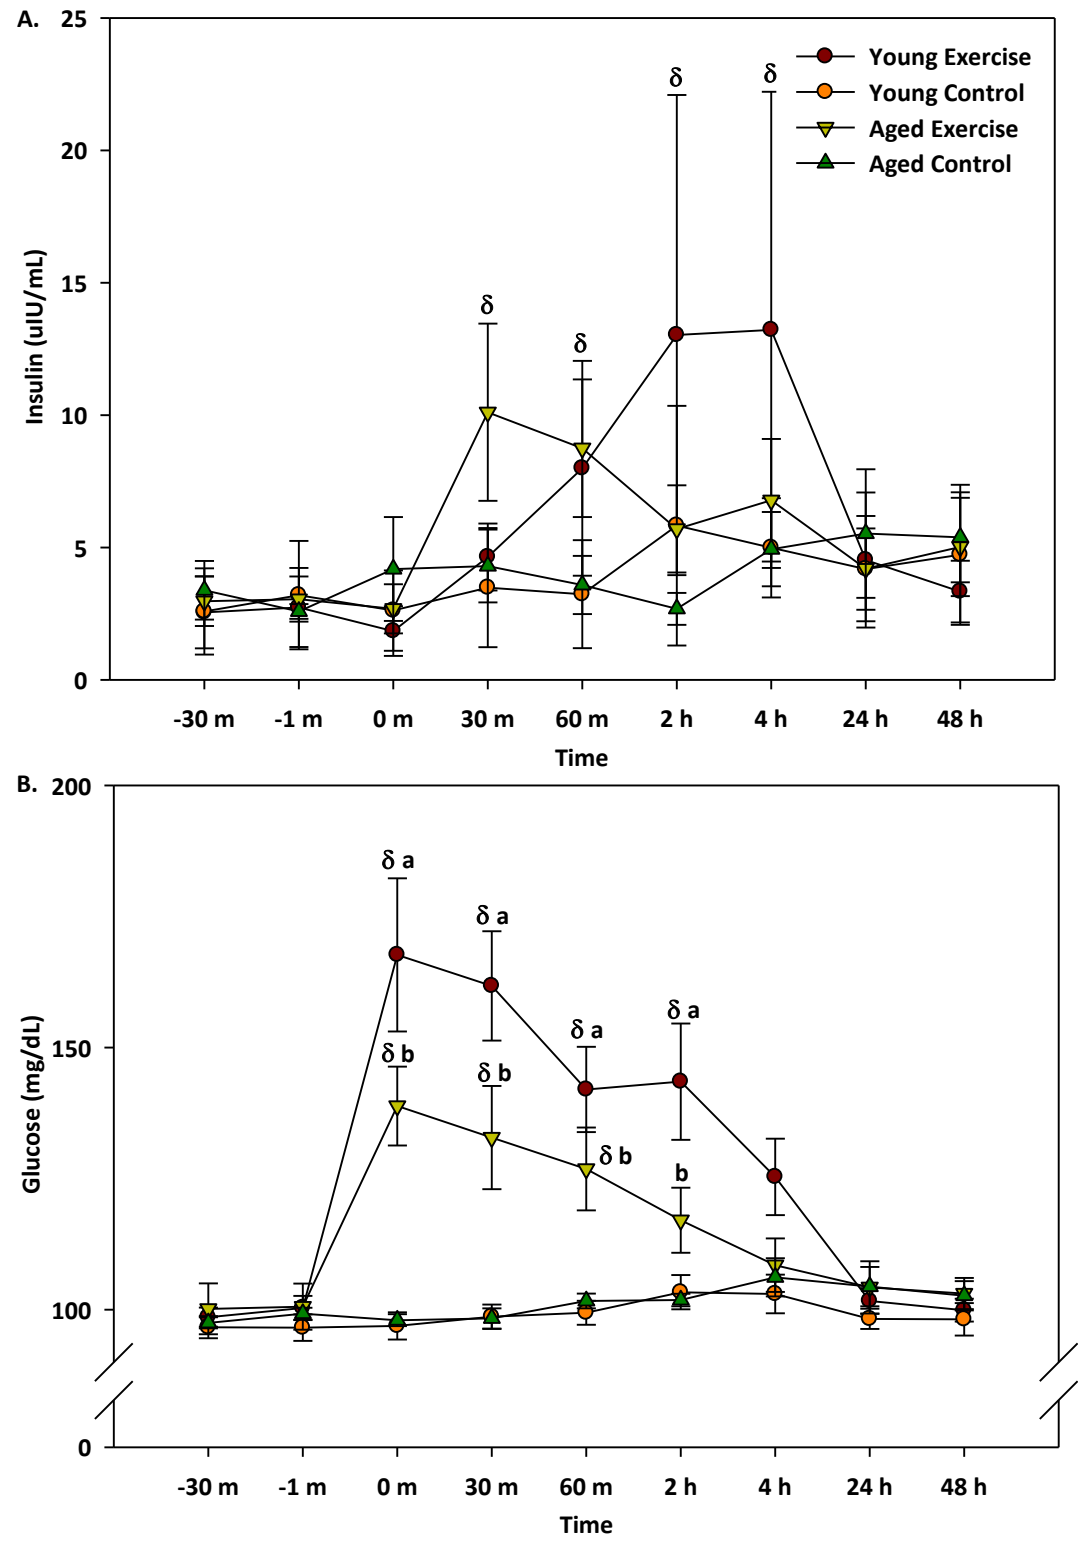 A.
25
20
15
10
5
0
Insulin (uIU/mL)
δ
δ
δ
δ
Young Exercise
Young Control
Aged Exercise
Aged Control
-30 m -1 m 0 m 30 m 60 m 2 h 4 h 24 h 48 h
Time
B.
200
150
100
0
Glucose (mg/dL)
δ a
δ a
δ a
δ a
δ b
δ b
δ b
b
-30 m -1 m 0 m 30 m 60 m 2 h 4 h 24 h 48 h
Time